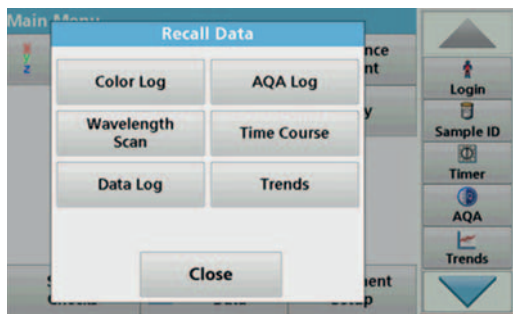 Main Menu
Recall Data
Color Log
AQA Log
Wavelength
Scan
Time Course
Data Log
Trends
Close
Login
Sample ID
Timer
AQA
Trends